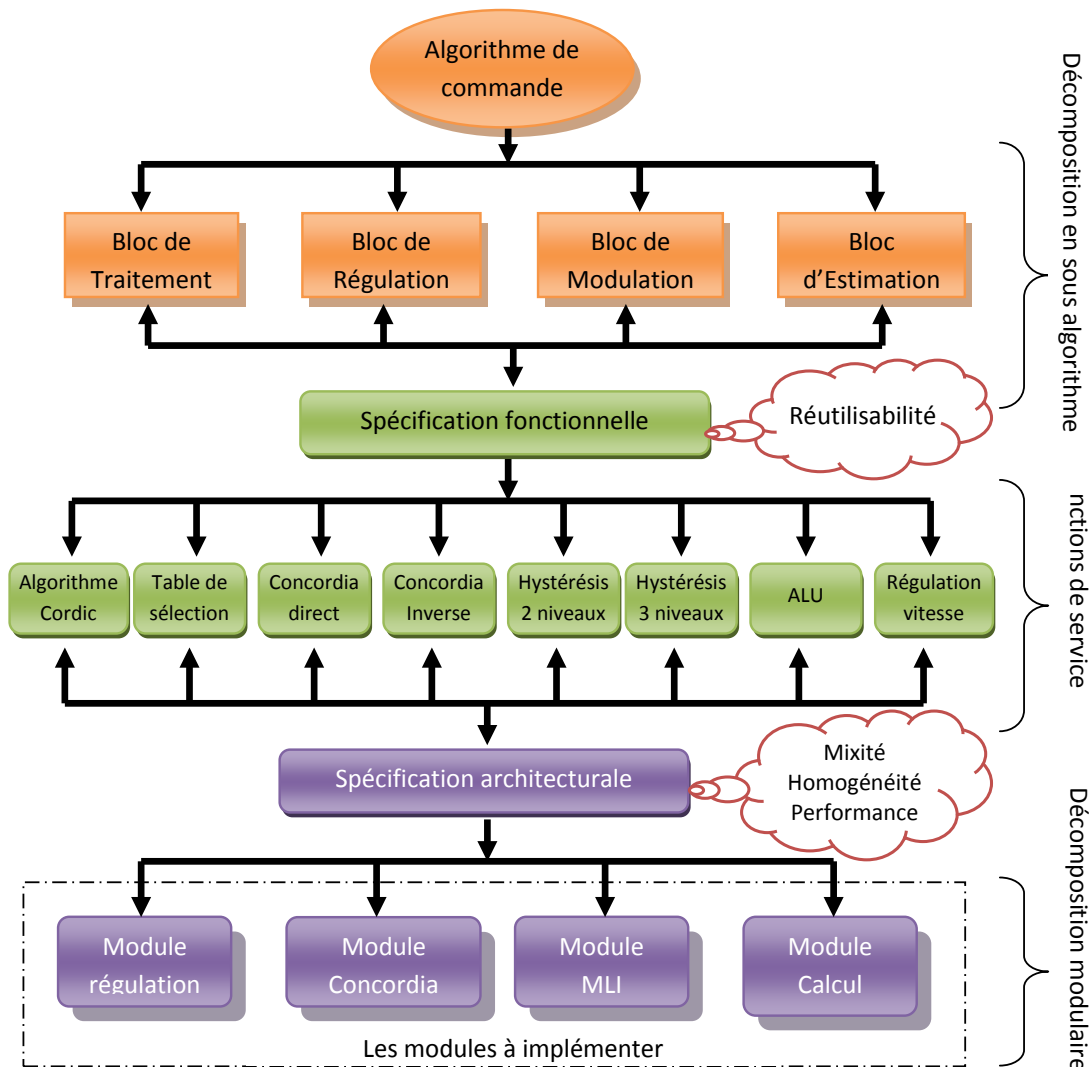 Algorithme de
commande
Décomposition en sous algorithme
Bloc de
Traitement
Bloc de
Régulation
Bloc de
Modulation
Bloc
d'Estimation
Spécification fonctionnelle
Réutilisabilité
nctions de service
Algorithme
Cordic
Table de
sélection
Concordia
direct
Concordia
Inverse
Hystérésis
2 niveaux
Hystérésis
3 niveaux
ALU
Régulation
vitesse
Spécification architecturale
Mixité
Homogénéité
Performance
Décomposition modulaire
Module
régulation
Module
Concordia
Module
MLI
Module
Calcul
Les modules à implémenter